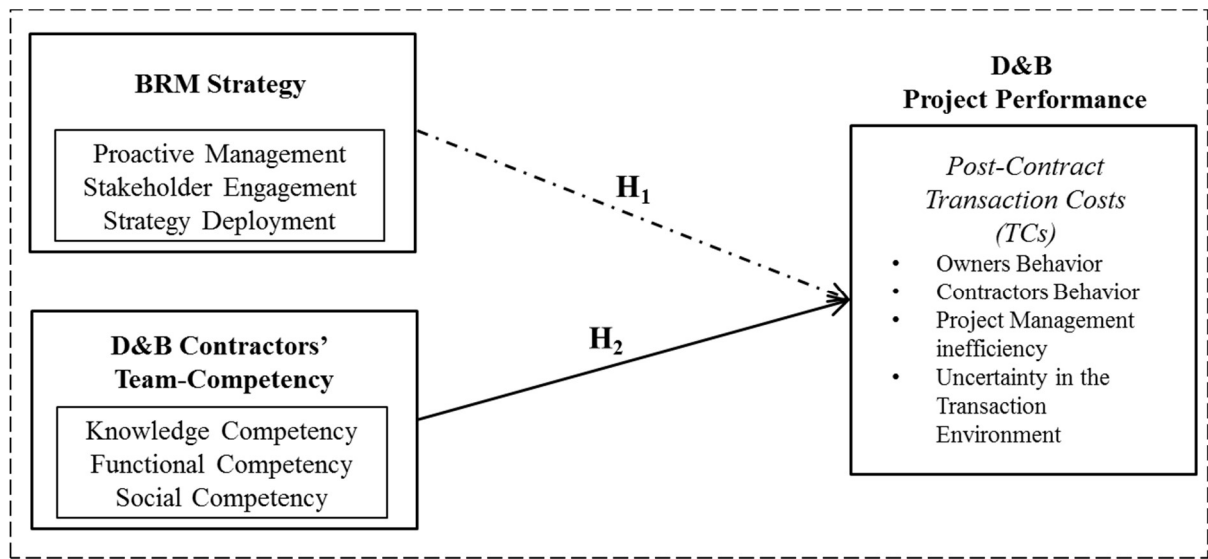 BRM Strategy
Proactive Management
Stakeholder Engagement
Strategy Deployment
H1
D&B Contractors’
Team-Competency
Knowledge Competency
Functional Competency
Social Competency
H2
D&B
Project Performance
Post-Contract
Transaction Costs
(TCs)
• Owners Behavior
• Contractors Behavior
• Project Management
inefficiency
• Uncertainty in the
Transaction
Environment